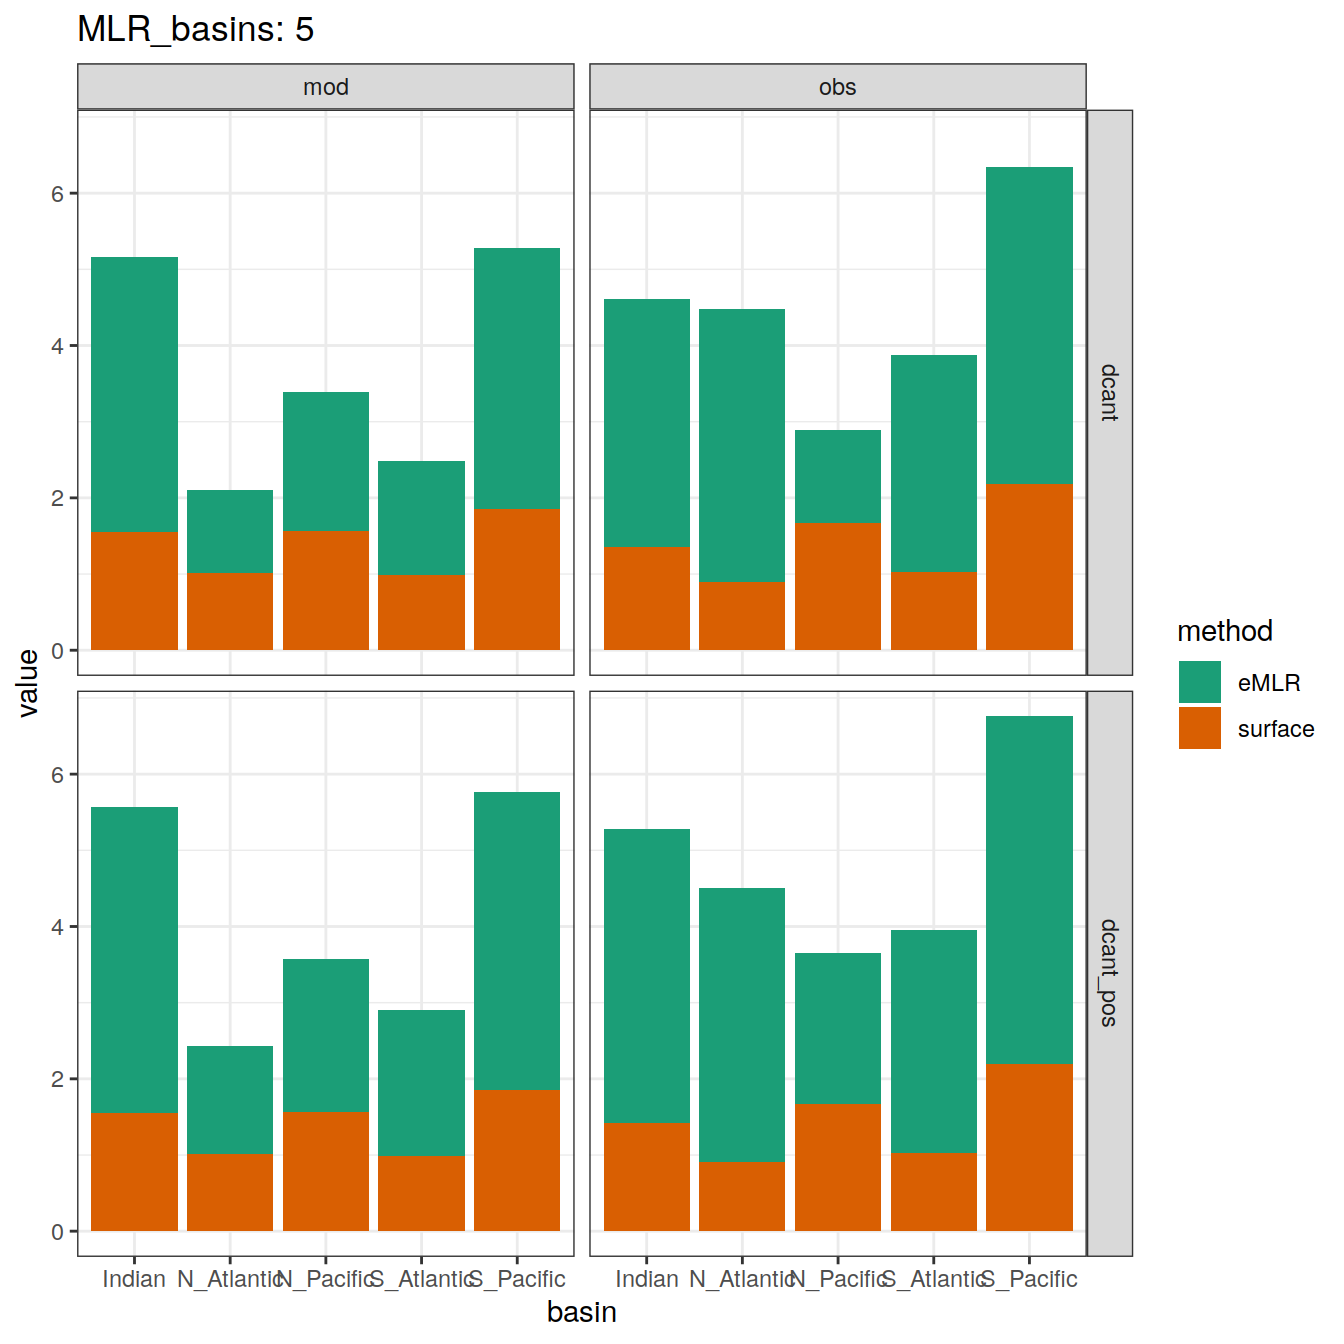 MLR_basins: 5
mod
obs
6
4
2
0
dcant
value
6
4
2
0
dcant_pos
Indian N_Atlantic N_Pacific S_Atlantic S_Pacific
Indian N_Atlantic N_Pacific S_Atlantic S_Pacific
basin
method
eMLR
surface